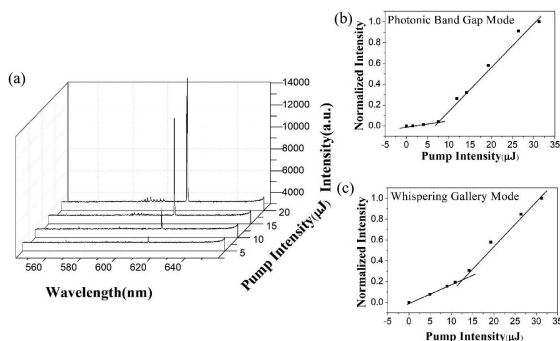 (a)
14000
12000
10000
8000
6000
4000
Intensity(a.u.)
20
15
10
5
Pump Intensity(μJ)
560 580 600 620 640
Wavelength(nm)
(b)
Photonic Band Gap Mode
Normalized Intensity
1.0
0.8
0.6
0.4
0.2
0.0
-5 0 5 10 15 20 25 30 35
Pump Intensity(μJ)
(c)
Whispering Gallery Mode
Normalized Intensity
1.0
0.8
0.6
0.4
0.2
0.0
-5 0 5 10 15 20 25 30 35
Pump Intensity(μJ)